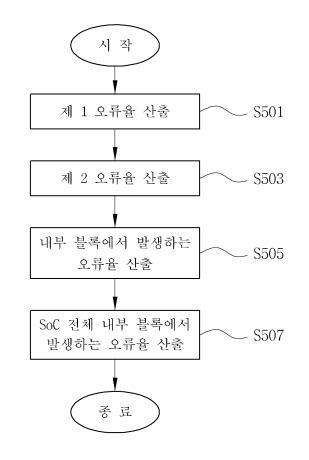 시 작
제 1 오류율 산출
S501
제 2 오류율 산출
S503
내부 블록에서 발생하는
오류율 산출
S505
SoC 전체 내부 블록에서
발생하는 오류율 산출
S507
종 료